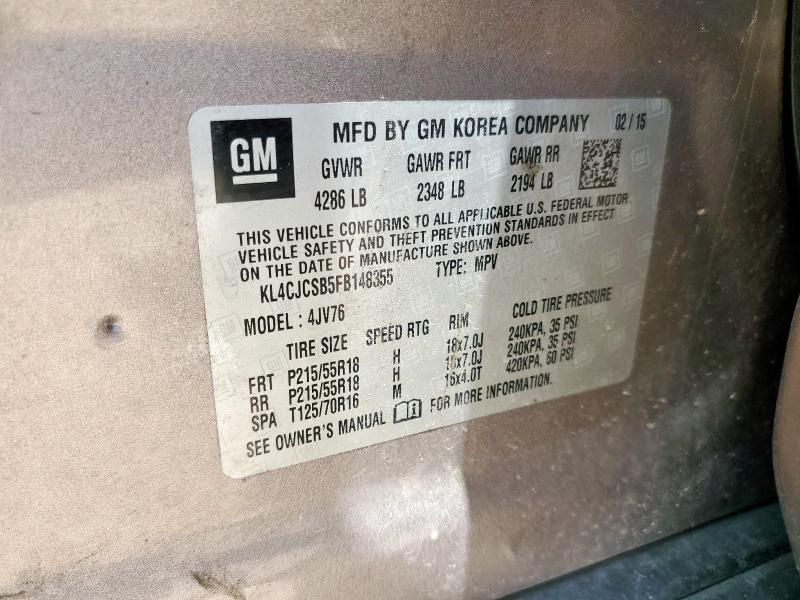 GM
MFD BY GM KOREA COMPANY 02 / 15
GVWR GAWR FRT GAWR RR
4286 LB 2348 LB 2194 LB
THIS VEHICLE CONFORMS TO ALL APPLICABLE U.S. FEDERAL MOTOR
VEHICLE SAFETY AND THEFT PREVENTION STANDARDS IN EFFECT
ON THE DATE OF MANUFACTURE SHOWN ABOVE.
KL4CJCSB5FB148355 TYPE: MPV
MODEL : 4JV76
TIRE SIZE SPEED RTG RIM COLD TIRE PRESSURE
FRT P215/55R18 H 18x7.0J 240KPA, 35 PSI
RR P215/55R18 H 18x7.0J 240KPA, 35 PSI
SPA T125/70R16 M 16x4.0T 420KPA, 60 PSI
SEE OWNER'S MANUAL FOR MORE INFORMATION.